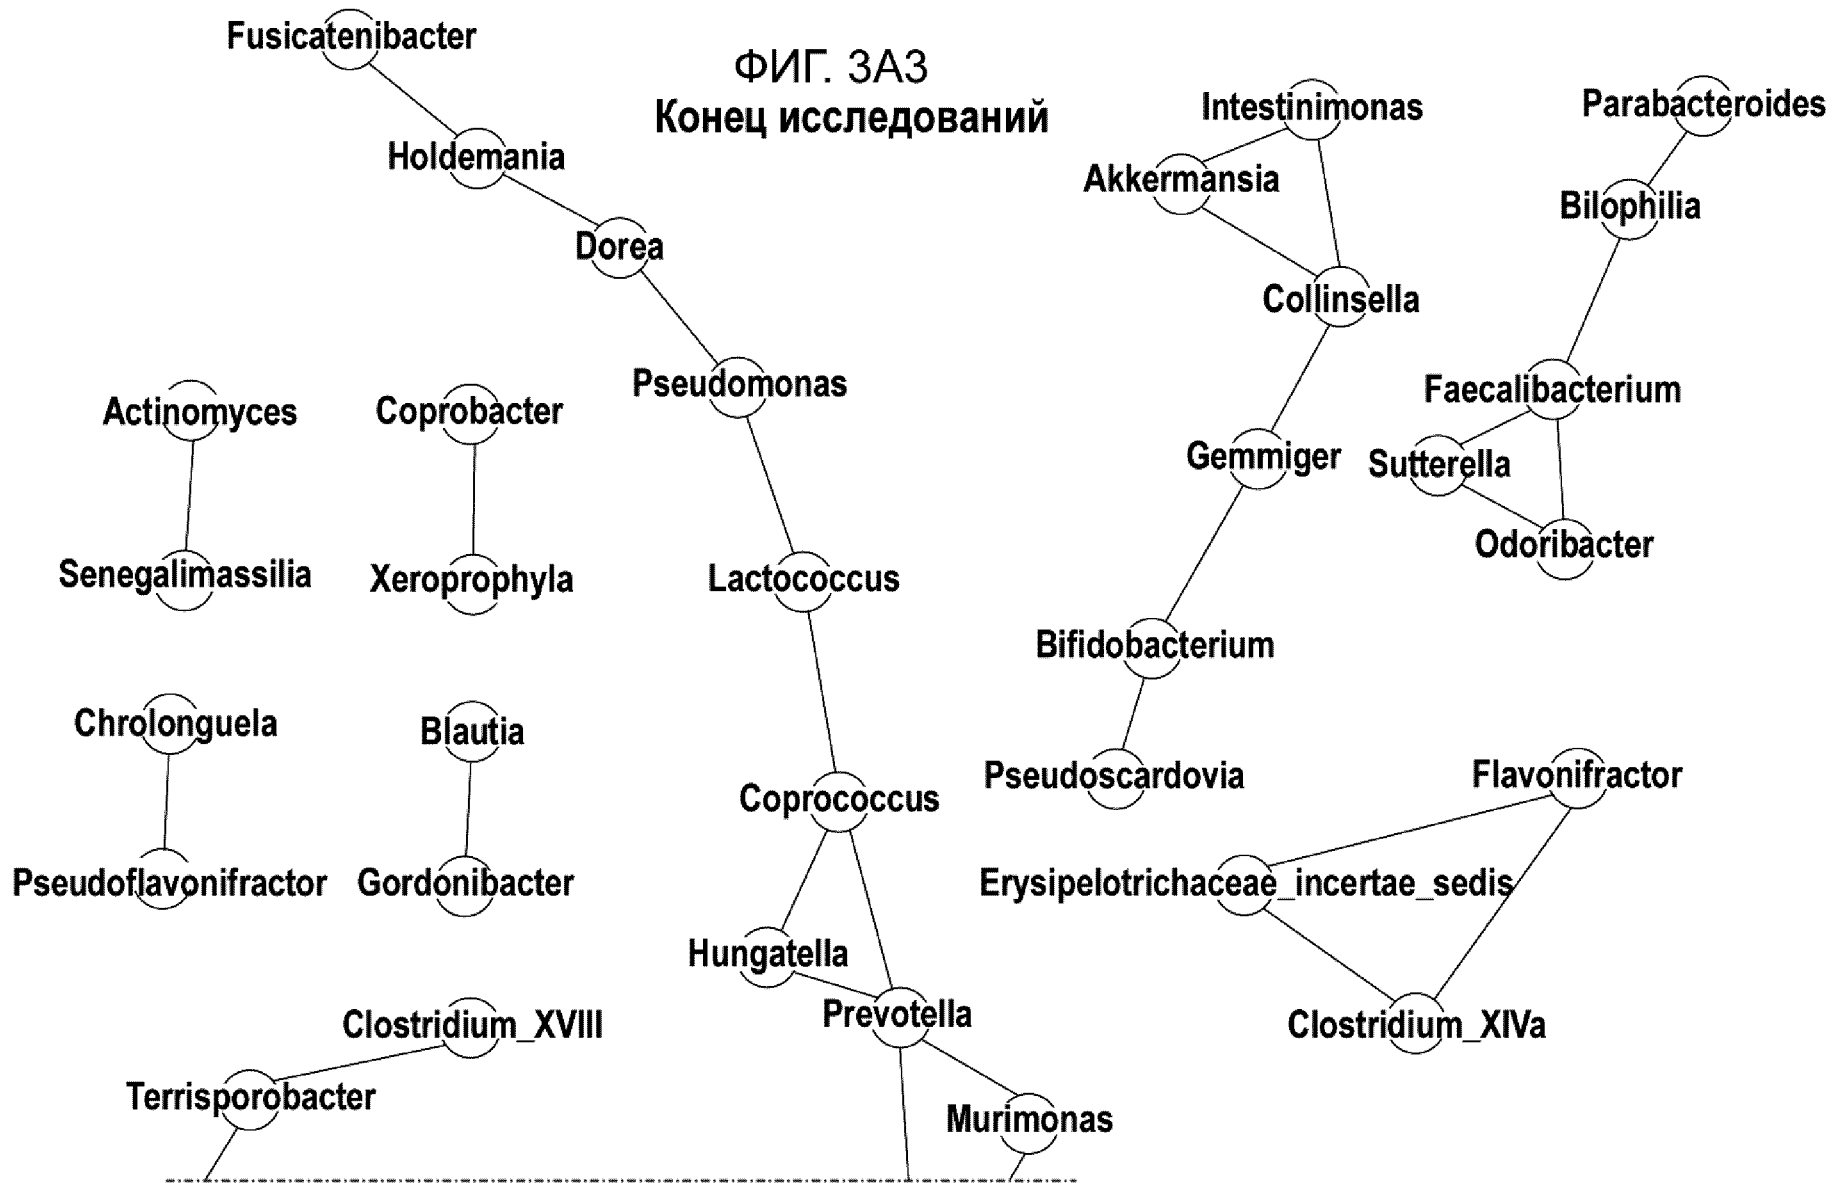 Fusicatenibacter
ФИГ. 3А3
Конец исследований
Intestinimonas
Parabacteroides
Holdemania
Akkermansia
Bilophilia
Dorea
Collinsella
Pseudomonas
Faecalibacterium
Actinomyces
Coprobacter
Gemmiger
Sutterella
Odoribacter
Senegalimassilia
Xeroprophyla
Lactococcus
Bifidobacterium
Chrolonguela
Blautia
Pseudoscardovia
Flavonifractor
Coprococcus
Pseudoflavonifractor
Gordonibacter
Erysipelotrichaceae_incertae_sedis
Hungatella
Prevotella
Clostridium_XVIII
Clostridium_XIVa
Terrisporobacter
Murimonas